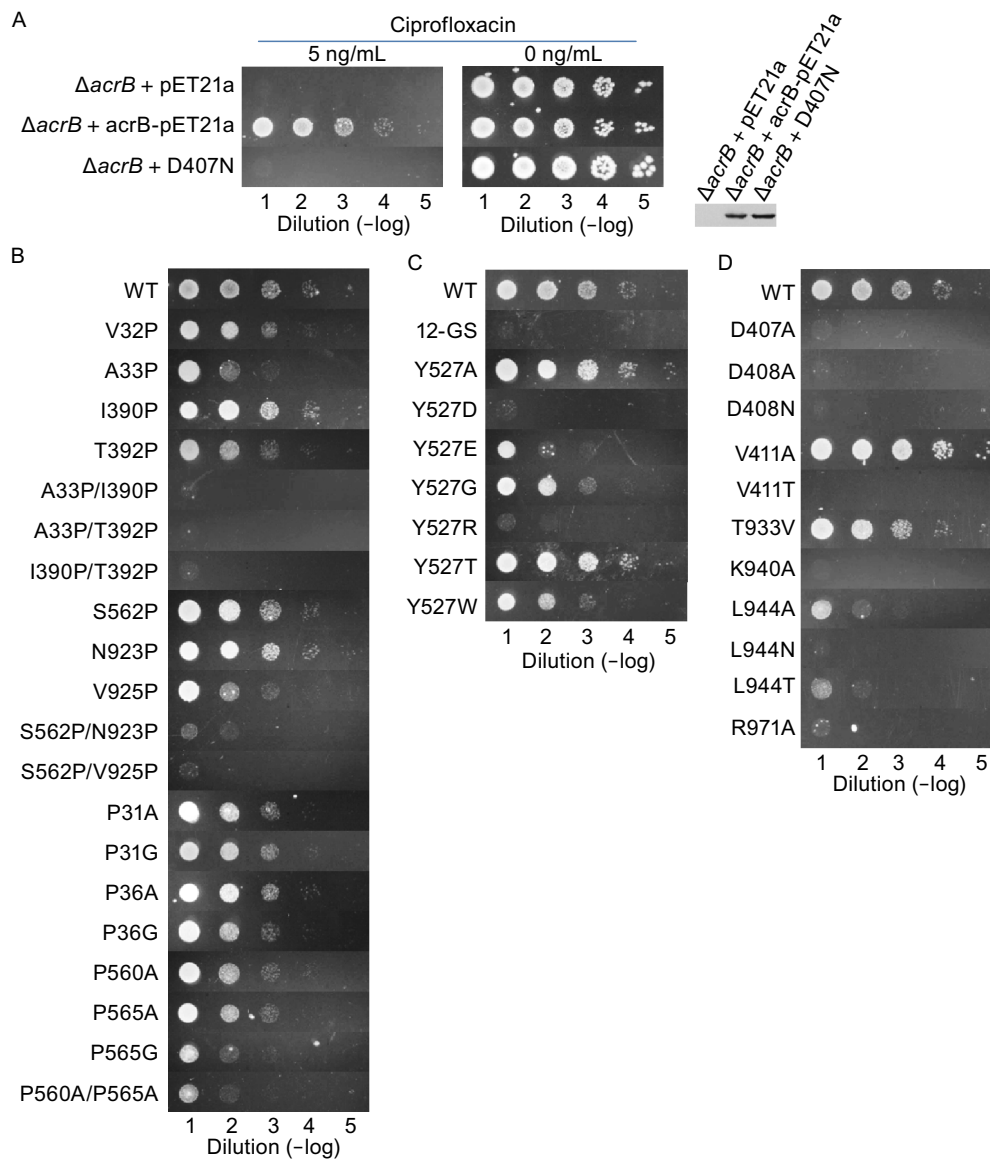 A
Ciprofloxacin
5 ng/mL
0 ng/mL
ΔacrB + pET21a
ΔacrB + acrB-pET21a
ΔacrB + D407N
1 2 3 4 5
Dilution (−log)
1 2 3 4 5
Dilution (−log)
ΔacrB + pET21a
ΔacrB + acrB-pET21a
ΔacrB + D407N
B
WT
V32P
A33P
I390P
T392P
A33P/I390P
A33P/T392P
I390P/T392P
S562P
N923P
V925P
S562P/N923P
S562P/V925P
P31A
P31G
P36A
P36G
P560A
P565A
P565G
P560A/P565A
1 2 3 4 5
Dilution (−log)
C
WT
12-GS
Y527A
Y527D
Y527E
Y527G
Y527R
Y527T
Y527W
1 2 3 4 5
Dilution (−log)
D
WT
D407A
D408A
D408N
V411A
V411T
T933V
K940A
L944A
L944N
L944T
R971A
1 2 3 4 5
Dilution (−log)